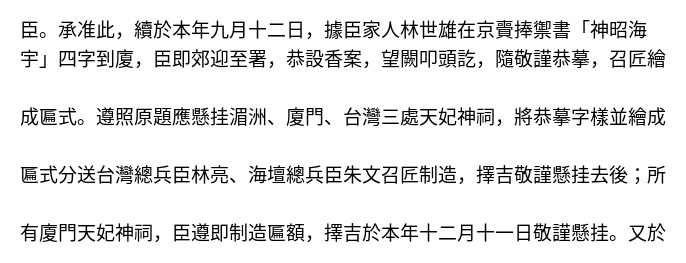 臣。承准此，續於本年九月十二日，據臣家人林世雄在京賫捧禦書「神昭海
宇」四字到廈，臣即郊迎至署，恭設香案，望闕叩頭訖，隨敬謹恭摹，召匠繪
成匾式。遵照原題應懸挂湄洲、廈門、台灣三處天妃神祠，將恭摹字樣並繪成
匾式分送台灣總兵臣林亮、海壇總兵臣朱文召匠制造，擇吉敬謹懸挂去後；所
有廈門天妃神祠，臣遵即制造匾額，擇吉於本年十二月十一日敬謹懸挂。又於